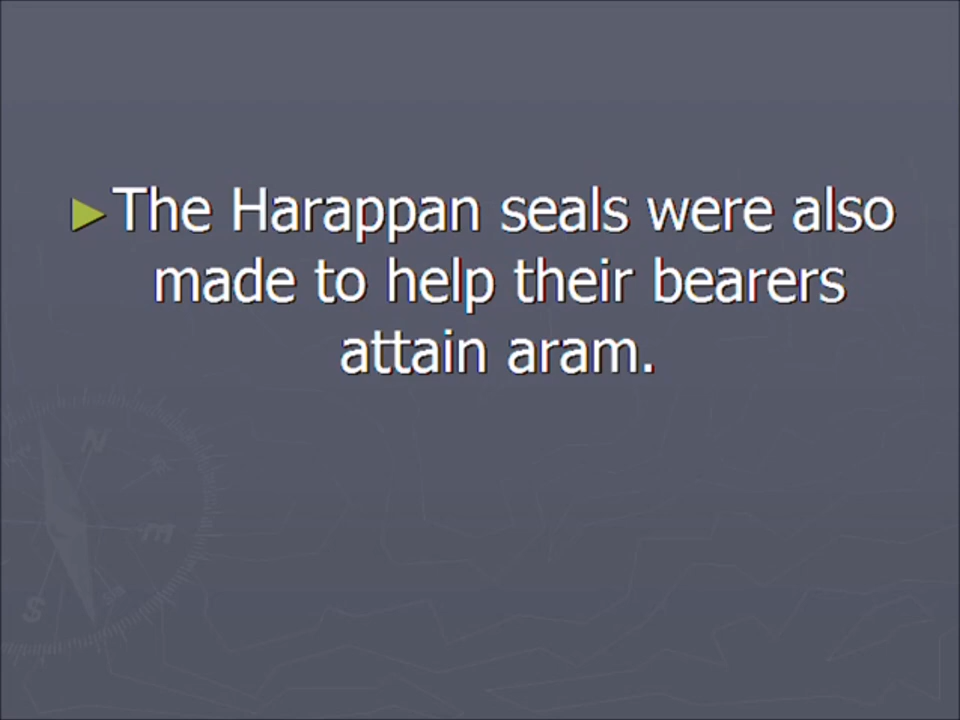 ►The Harappan seals were also
made to help their bearers
attain aram.
N
S